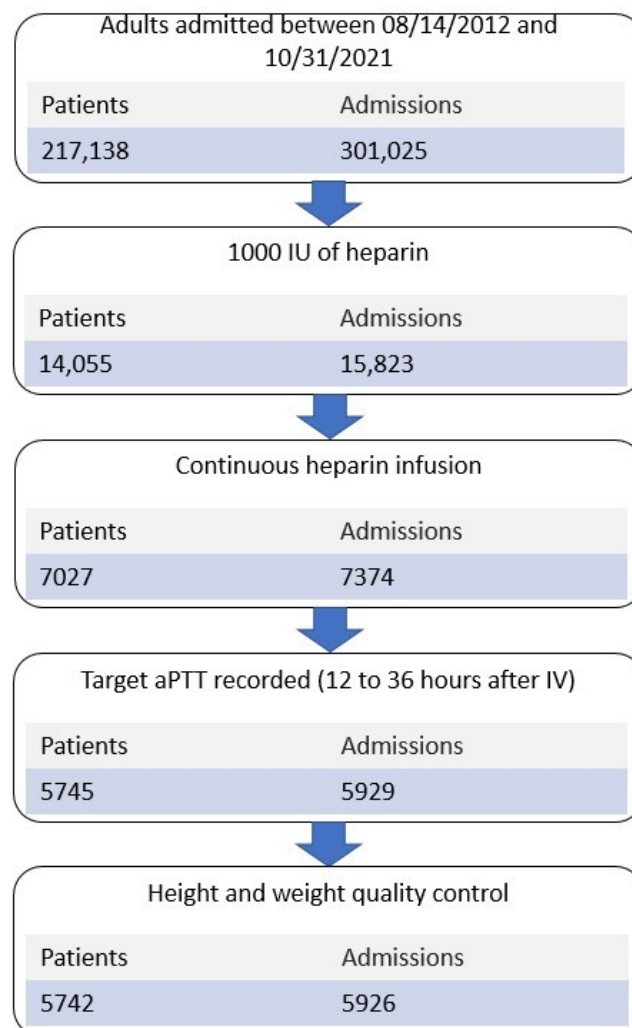 Adults admitted between 08/14/2012 and
10/31/2021
Patients Admissions
217,138 301,025
1000 IU of heparin
Patients Admissions
14,055 15,823
Continuous heparin infusion
Patients Admissions
7027 7374
Target aPTT recorded (12 to 36 hours after IV)
Patients Admissions
5745 5929
Height and weight quality control
Patients Admissions
5742 5926